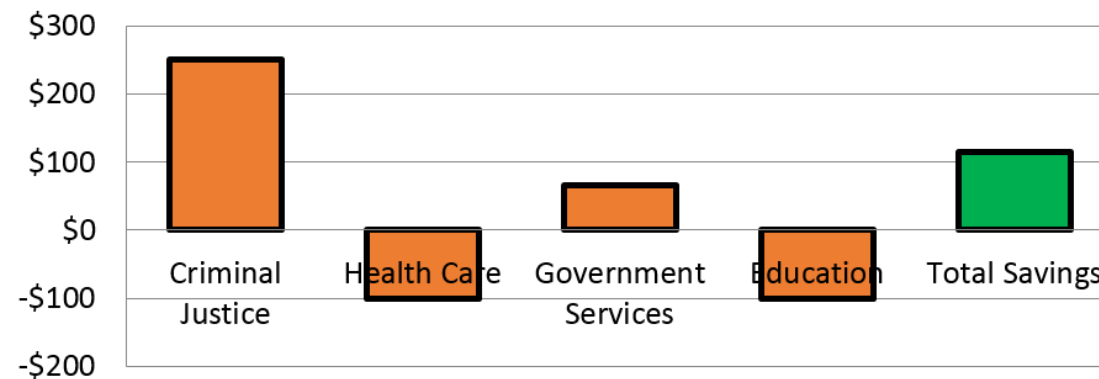 $300
$200
$100
$0
-$100
-$200
Criminal
Justice
Health Care
Government
Services
Education
Total Savings